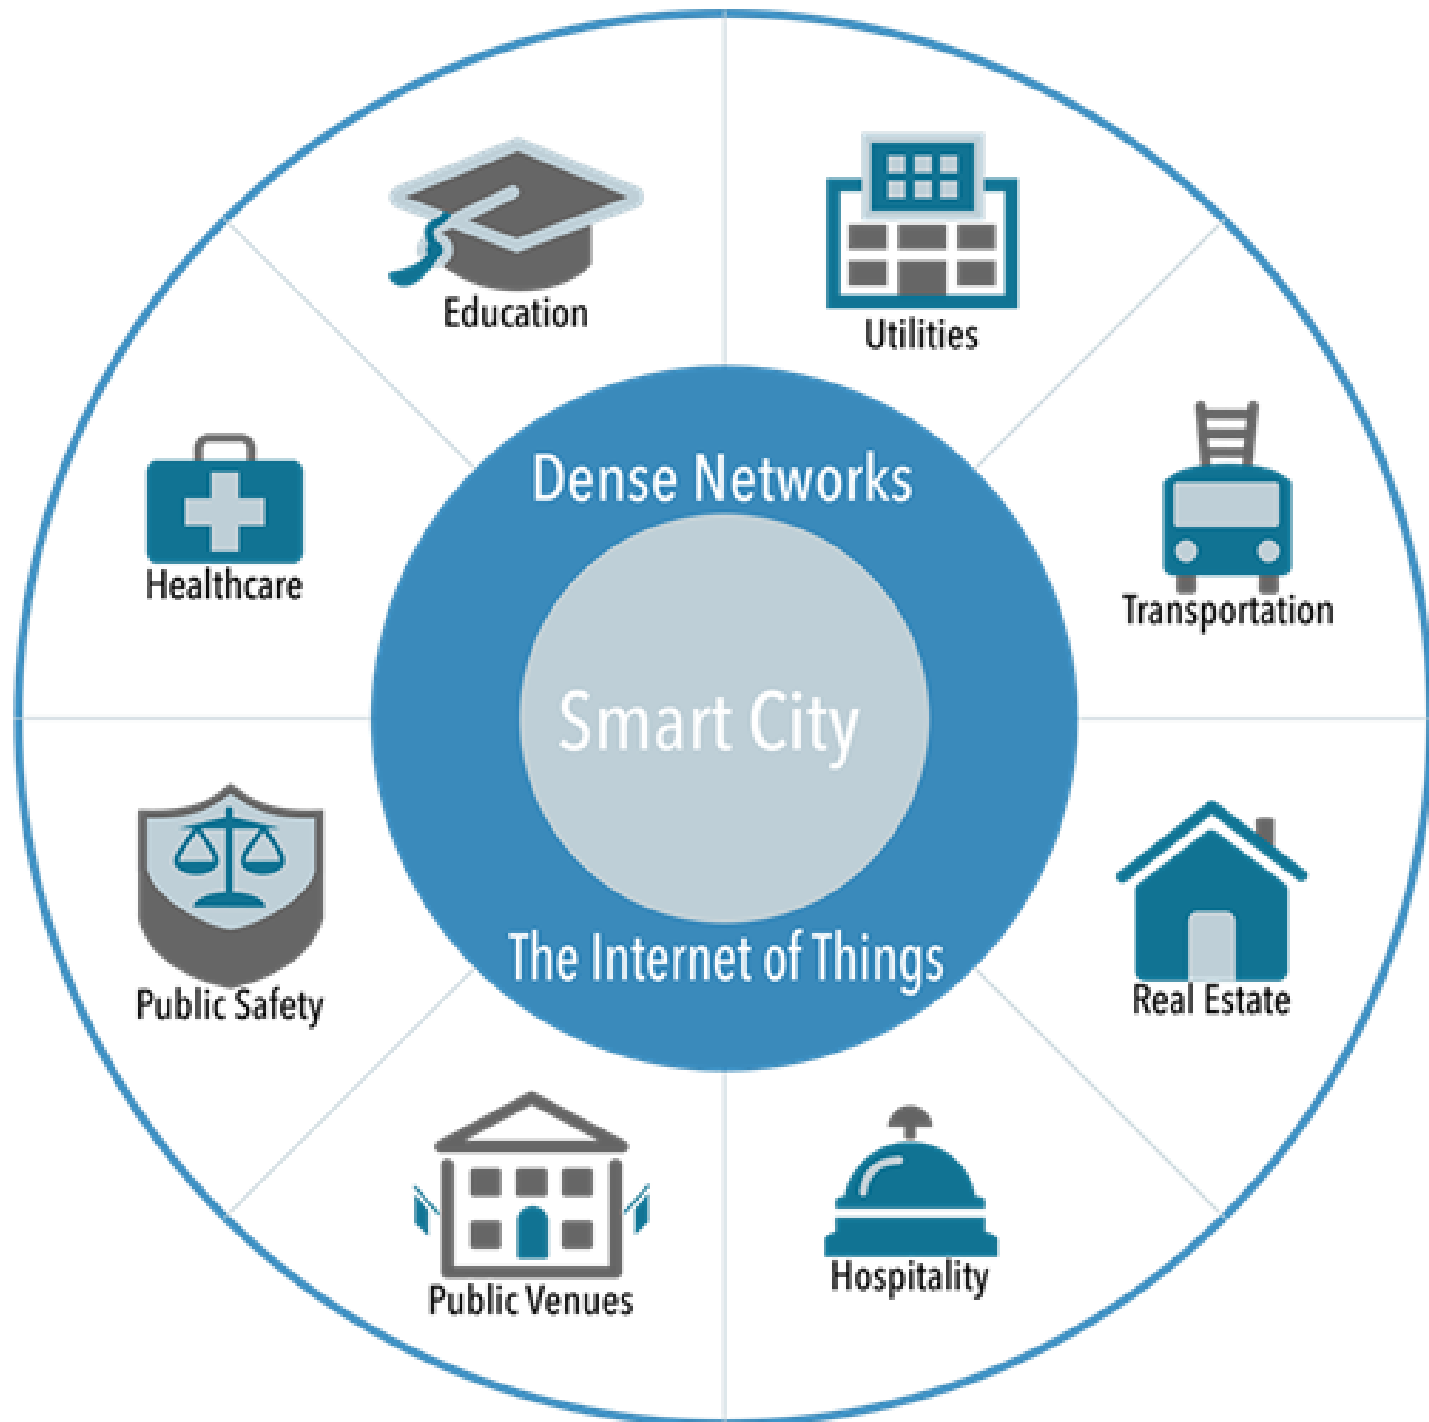 Education
Utilities
Healthcare
Dense Networks
Transportation
Smart City
Public Safety
The Internet of Things
Real Estate
Public Venues
Hospitality